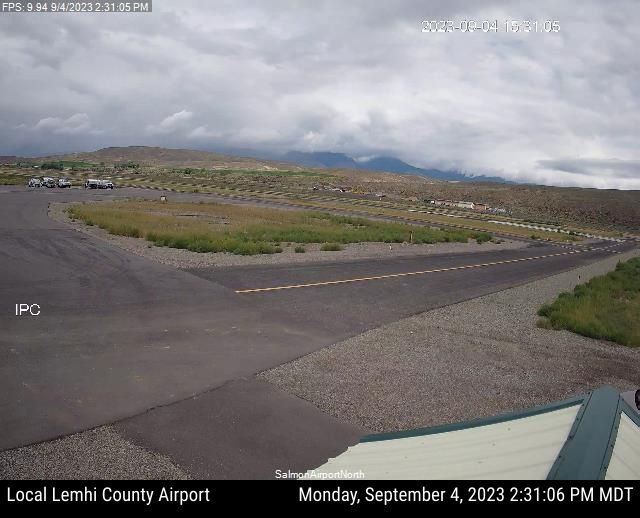 FPS: 9.94 9/4/2023 2:31:05 PM
2023-09-04 15:31:05
IPC
SalmonAirportNorth
Local Lemhi County Airport
Monday, September 4, 2023 2:31:06 PM MDT